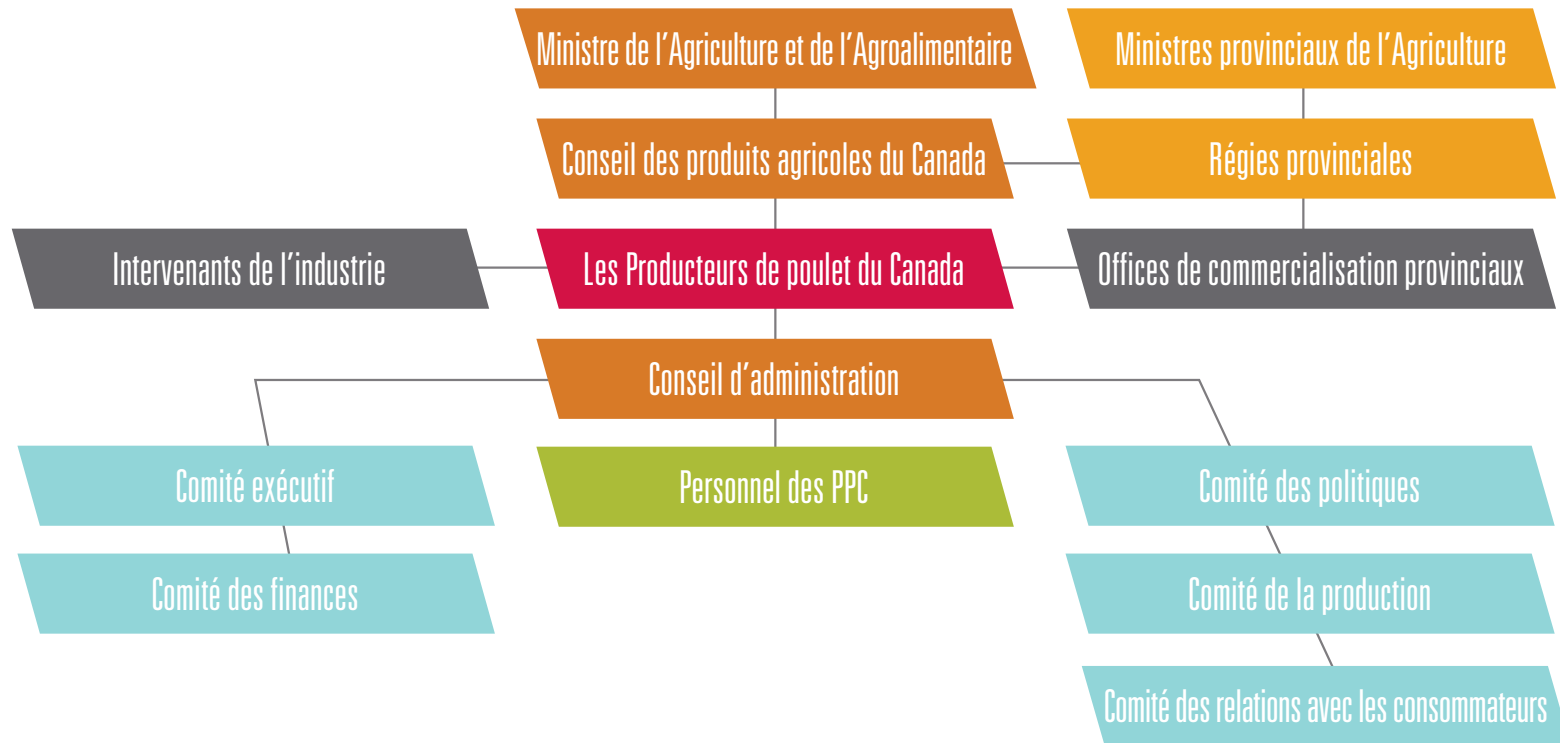 Ministre de l’Agriculture et de l’Agroalimentaire
Ministres provinciaux de l’Agriculture
Conseil des produits agricoles du Canada
Régies provinciales
Intervenants de l’industrie
Les Producteurs de poulet du Canada
Offices de commercialisation provinciaux
Conseil d’administration
Comité exécutif
Personnel des PPC
Comité des politiques
Comité des finances
Comité de la production
Comité des relations avec les consommateurs